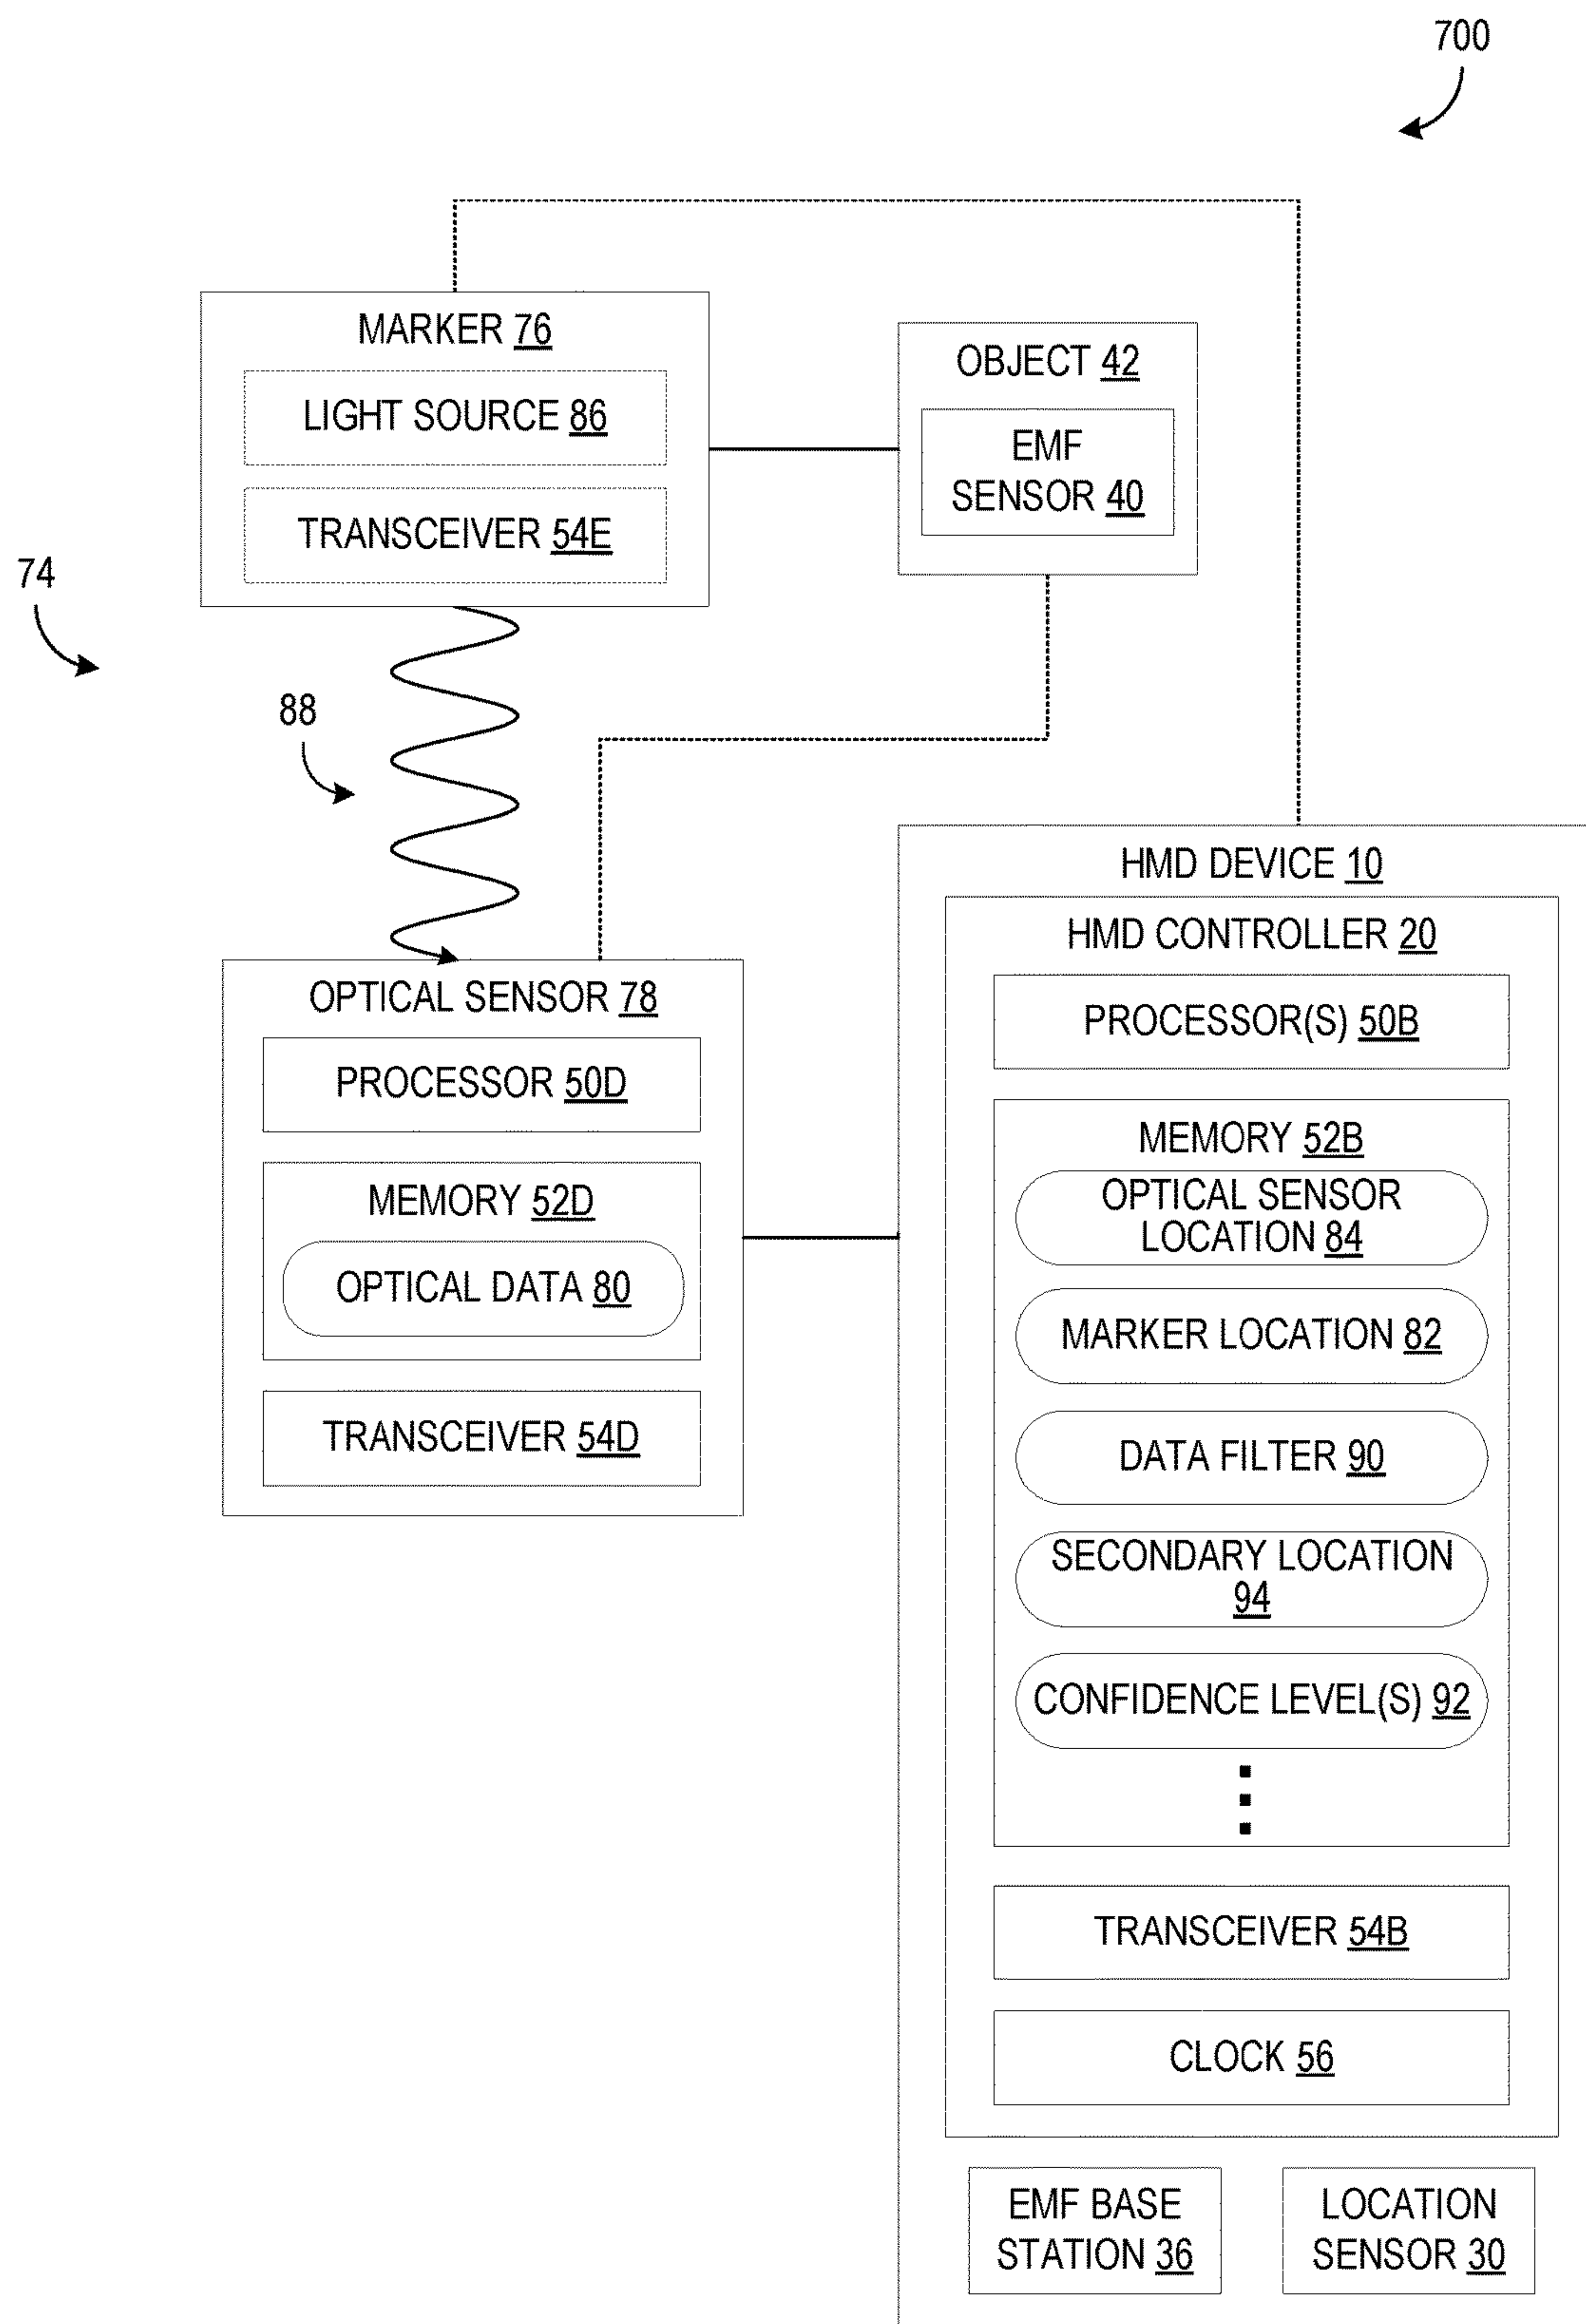 700
MARKER 76
LIGHT SOURCE 86
TRANSCEIVER 54E
OBJECT 42
EMF
SENSOR 40
74
88
OPTICAL SENSOR 78
PROCESSOR 50D
MEMORY 52D
OPTICAL DATA 80
TRANSCEIVER 54D
HMD DEVICE 10
HMD CONTROLLER 20
PROCESSOR(S) 50B
MEMORY 52B
OPTICAL SENSOR
LOCATION 84
MARKER LOCATION 82
DATA FILTER 90
SECONDARY LOCATION
94
CONFIDENCE LEVEL(S) 92
TRANSCEIVER 54B
CLOCK 56
EMF BASE
STATION 36
LOCATION
SENSOR 30